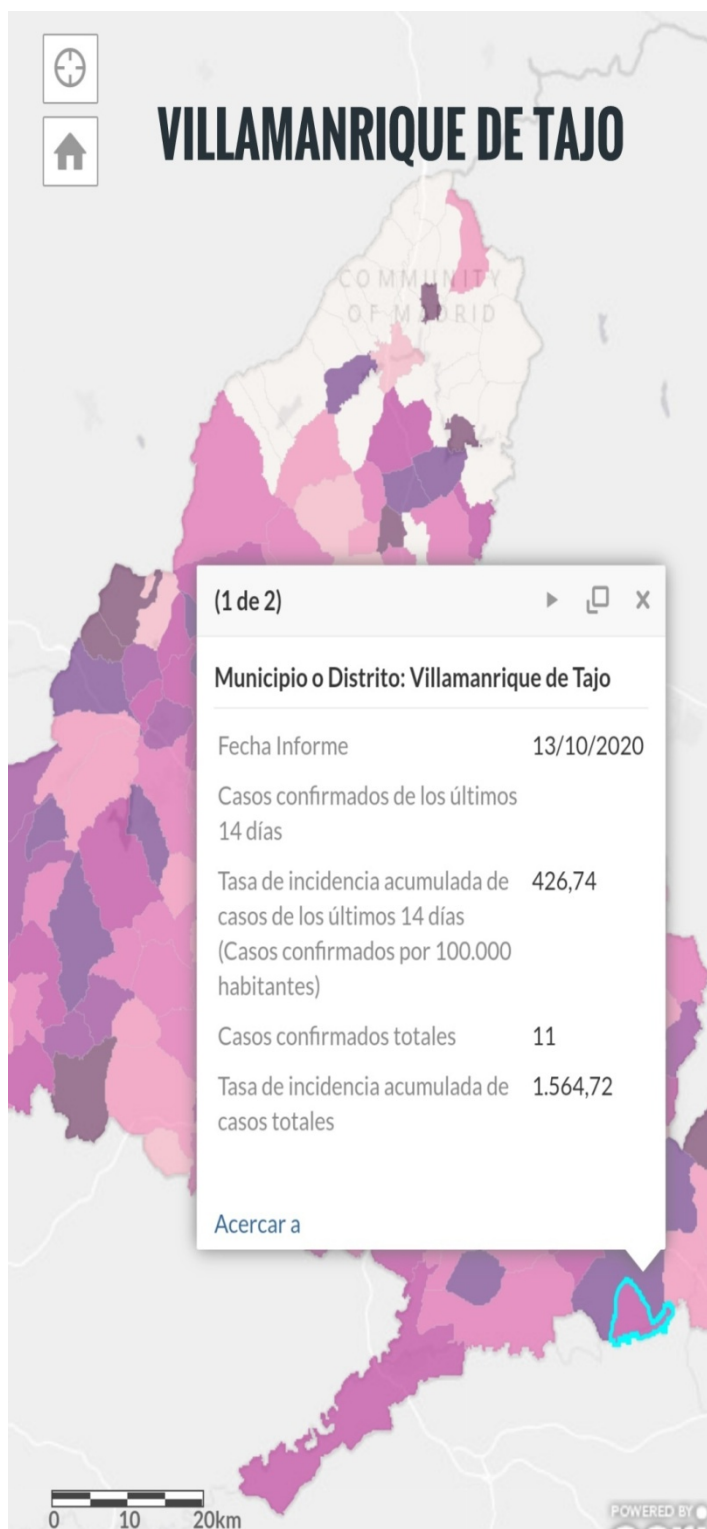 VILLAMANRIQUE DE TAJO
COMMUNITY
OF MADRID
(1 de 2)
Municipio o Distrito: Villamanrique de Tajo
Fecha Informe 13/10/2020
Casos confirmados de los últimos
14 días
Tasa de incidencia acumulada de 426,74
casos de los últimos 14 días
(Casos confirmados por 100.000
habitantes)
Casos confirmados totales 11
Tasa de incidencia acumulada de 1.564,72
casos totales
Acercar a
0 10 20km
POWERED BY